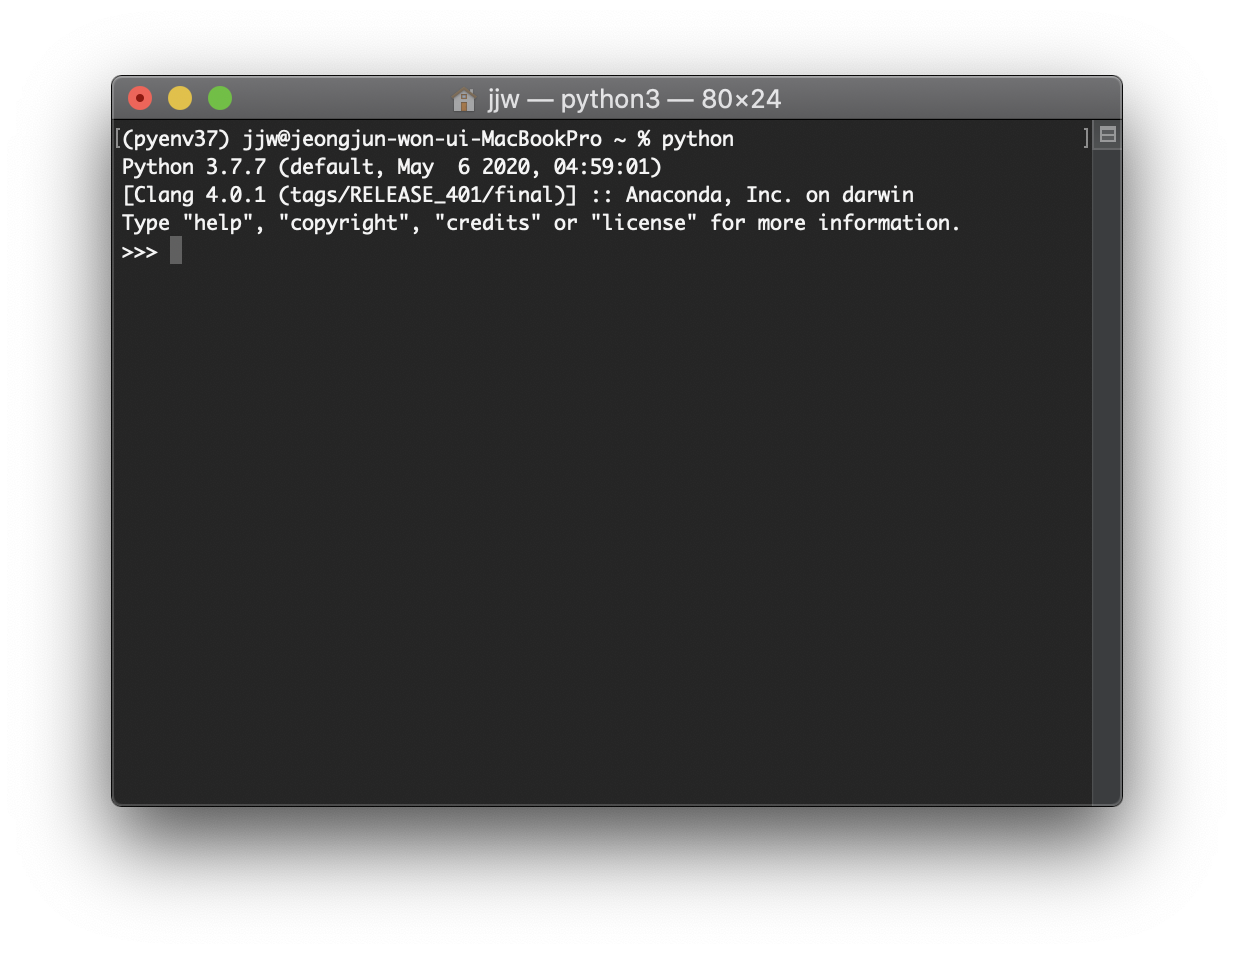 jjw — python3 — 80×24
[(pyenv37) jjw@jeongjun-won-ui-MacBookPro ~ % python ]
Python 3.7.7 (default, May  6 2020, 04:59:01)
[Clang 4.0.1 (tags/RELEASE_401/final)] :: Anaconda, Inc. on darwin
Type "help", "copyright", "credits" or "license" for more information.
>>>